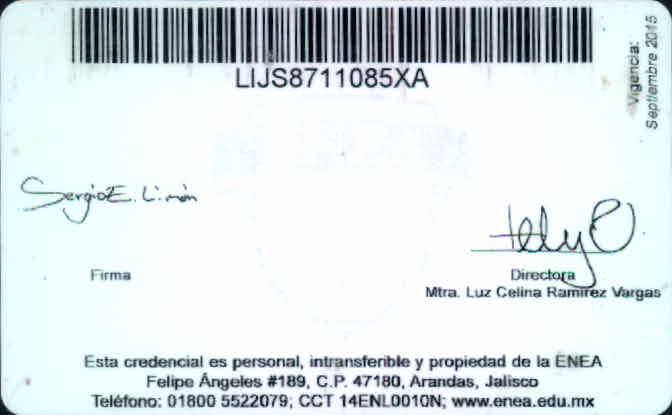 LIJS8711085XA
Vigencia:
Septiembre 2015
Sergio E. Limón
Firma
Directora
Mtra. Luz Celina Ramírez Vargas
Esta credencial es personal, intransferible y propiedad de la ENEA
Felipe Ángeles #189, C.P. 47180, Arandas, Jalisco
Teléfono: 01800 5522079; CCT 14ENL0010N; www.enea.edu.mx